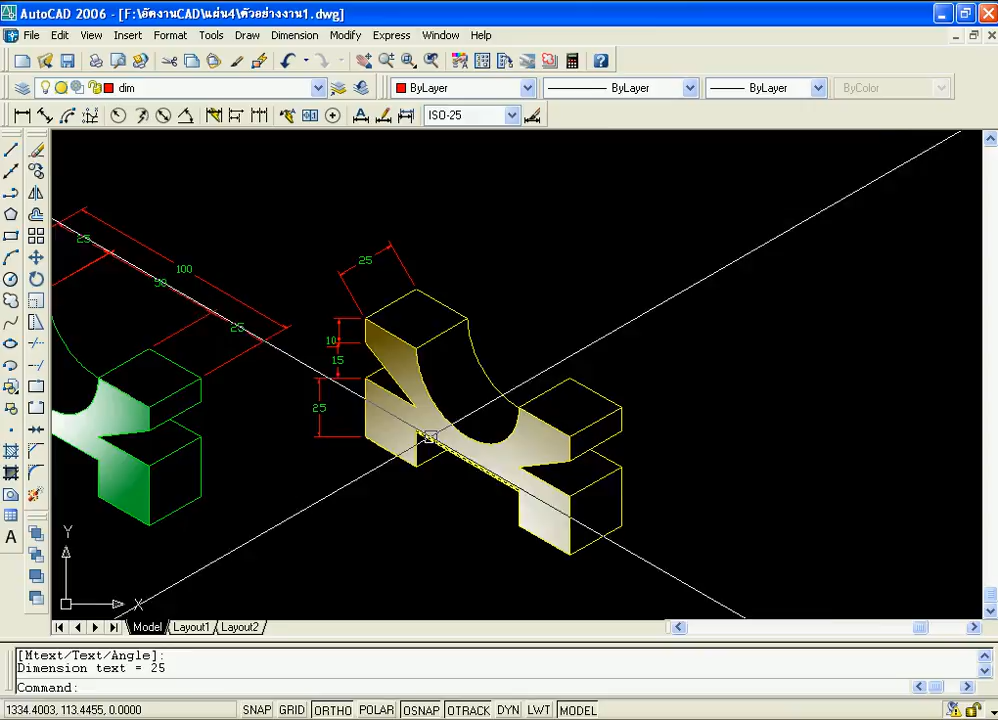 AutoCAD 2006 - [F:\อัดงานCAD\แผ่น4\ตัวอย่างงาน1.dwg]
File Edit View Insert Format Tools Draw Dimension Modify Express Window Help
dim ByLayer ByLayer ByLayer ByColor
ISO-25
25
100
50
25
25
10
15
25
Y
X
A
Model Layout1 Layout2
[Mtext/Text/Angle]:
Dimension text = 25
Command:
1334.4003, 113.4455, 0.0000 SNAP GRID ORTHO POLAR OSNAP OTRACK DYN LWT MODEL